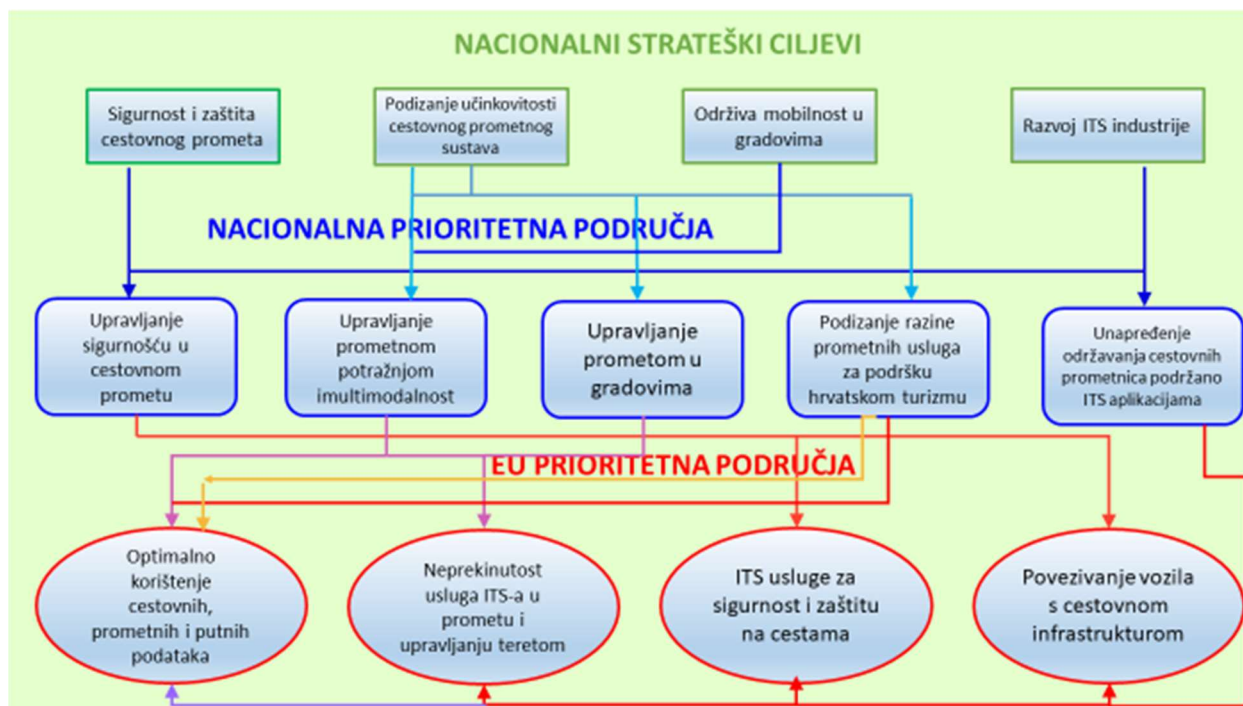 NACIONALNI STRATEŠKI CILJEVI
Sigurnost i zaštita
cestovnog prometa
Podizanje učinkovitosti
cestovnog prometnog
sustava
Održiva mobilnost u
gradovima
Razvoj ITS industrije
NACIONALNA PRIORITETNA PODRUČJA
Upravljanje
sigurnošću u
cestovnom
prometu
Upravljanje
prometnom
potražnjom
imultimodalnost
Upravljanje
prometom u
gradovima
Podizanje razine
prometnih usluga
za podršku
hrvatskom turizmu
Unapređenje
održavanja cestovnih
prometnica podržano
ITS aplikacijama
EU PRIORITETNA PODRUČJA
Optimalno
korištenje
cestovnih,
prometnih i putnih
podataka
Neprekinutost
usluga ITS-a u
prometu i
upravljanju teretom
ITS usluge za
sigurnost i zaštitu
na cestama
Povezivanje vozila
s cestovnom
infrastrukturom